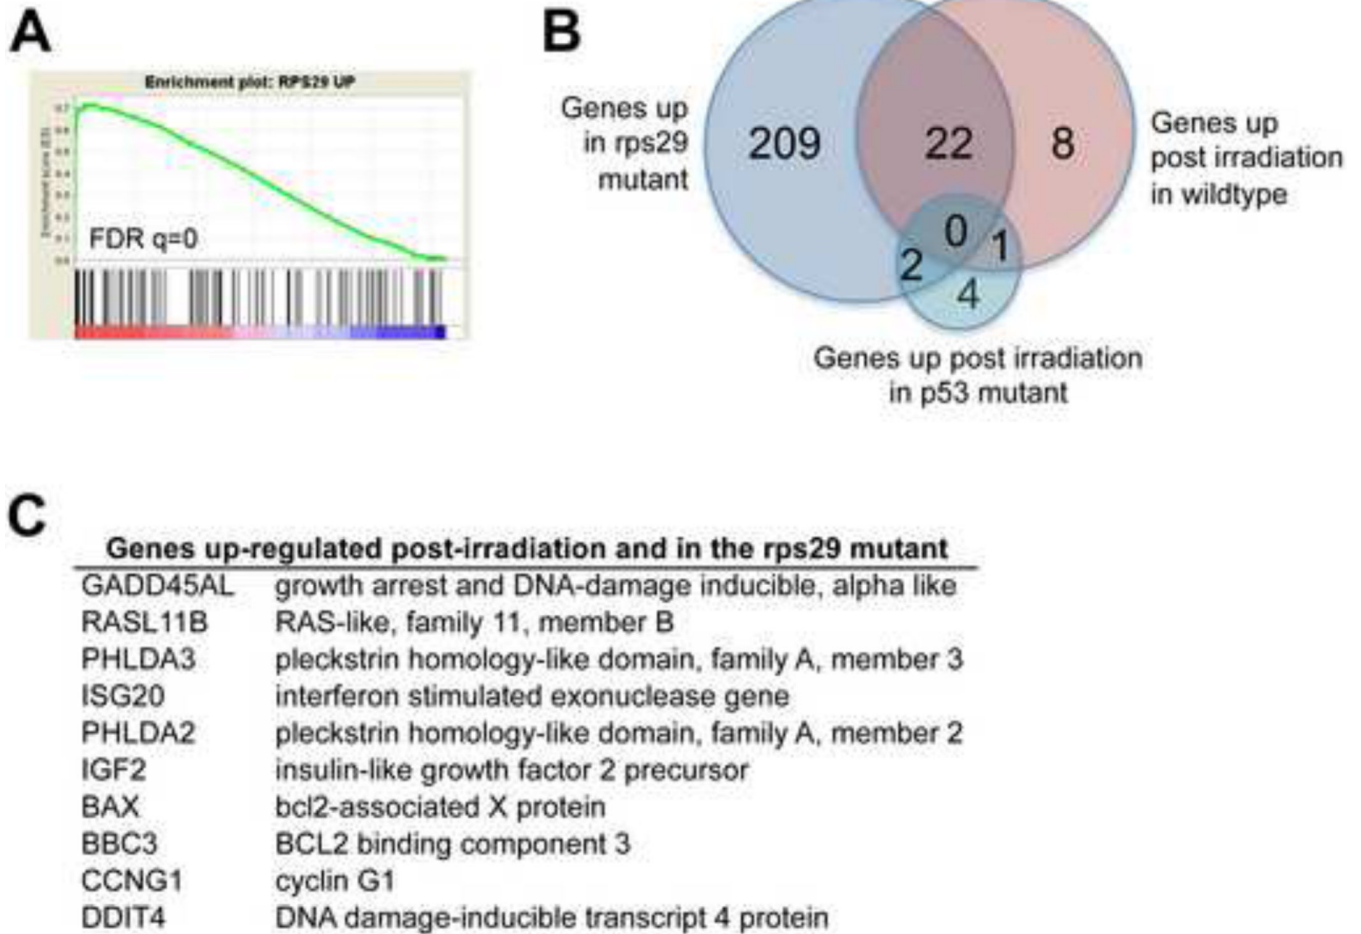 A
Enrichment plot: RPS29 UP
Enrichment score (ES)
FDR q=0
B
Genes up
in rps29
mutant
209
22
8
0
1
2
4
Genes up
post irradiation
in wildtype
Genes up post irradiation
in p53 mutant
C
Genes up-regulated post-irradiation and in the rps29 mutant
GADD45AL growth arrest and DNA-damage inducible, alpha like
RASL11B RAS-like, family 11, member B
PHLDA3 pleckstrin homology-like domain, family A, member 3
ISG20 interferon stimulated exonuclease gene
PHLDA2 pleckstrin homology-like domain, family A, member 2
IGF2 insulin-like growth factor 2 precursor
BAX bcl2-associated X protein
BBC3 BCL2 binding component 3
CCNG1 cyclin G1
DDIT4 DNA damage-inducible transcript 4 protein